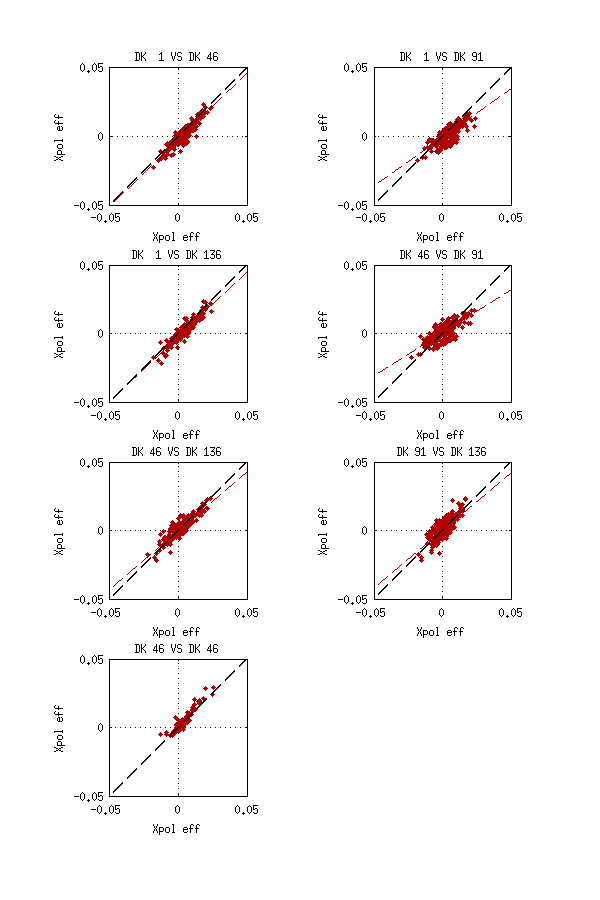 DK  1 VS DK 46
0.05
Xpol eff
0
-0.05
-0.05 0 0.05
Xpol eff
DK  1 VS DK 91
0.05
Xpol eff
0
-0.05
-0.05 0 0.05
Xpol eff
DK  1 VS DK 136
0.05
Xpol eff
0
-0.05
-0.05 0 0.05
Xpol eff
DK 46 VS DK 91
0.05
Xpol eff
0
-0.05
-0.05 0 0.05
Xpol eff
DK 46 VS DK 136
0.05
Xpol eff
0
-0.05
-0.05 0 0.05
Xpol eff
DK 91 VS DK 136
0.05
Xpol eff
0
-0.05
-0.05 0 0.05
Xpol eff
DK 46 VS DK 46
0.05
Xpol eff
0
-0.05
-0.05 0 0.05
Xpol eff